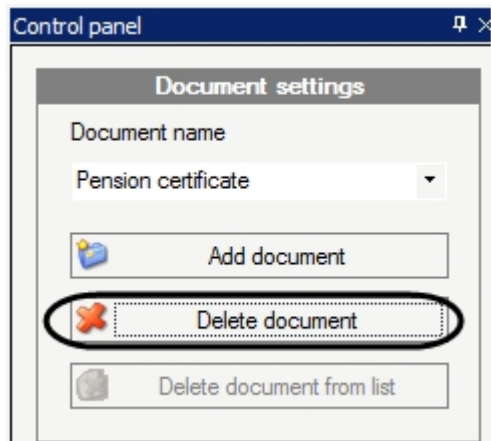 Control panel
Document settings
Document name
Pension certificate
Add document
Delete document
Delete document from list